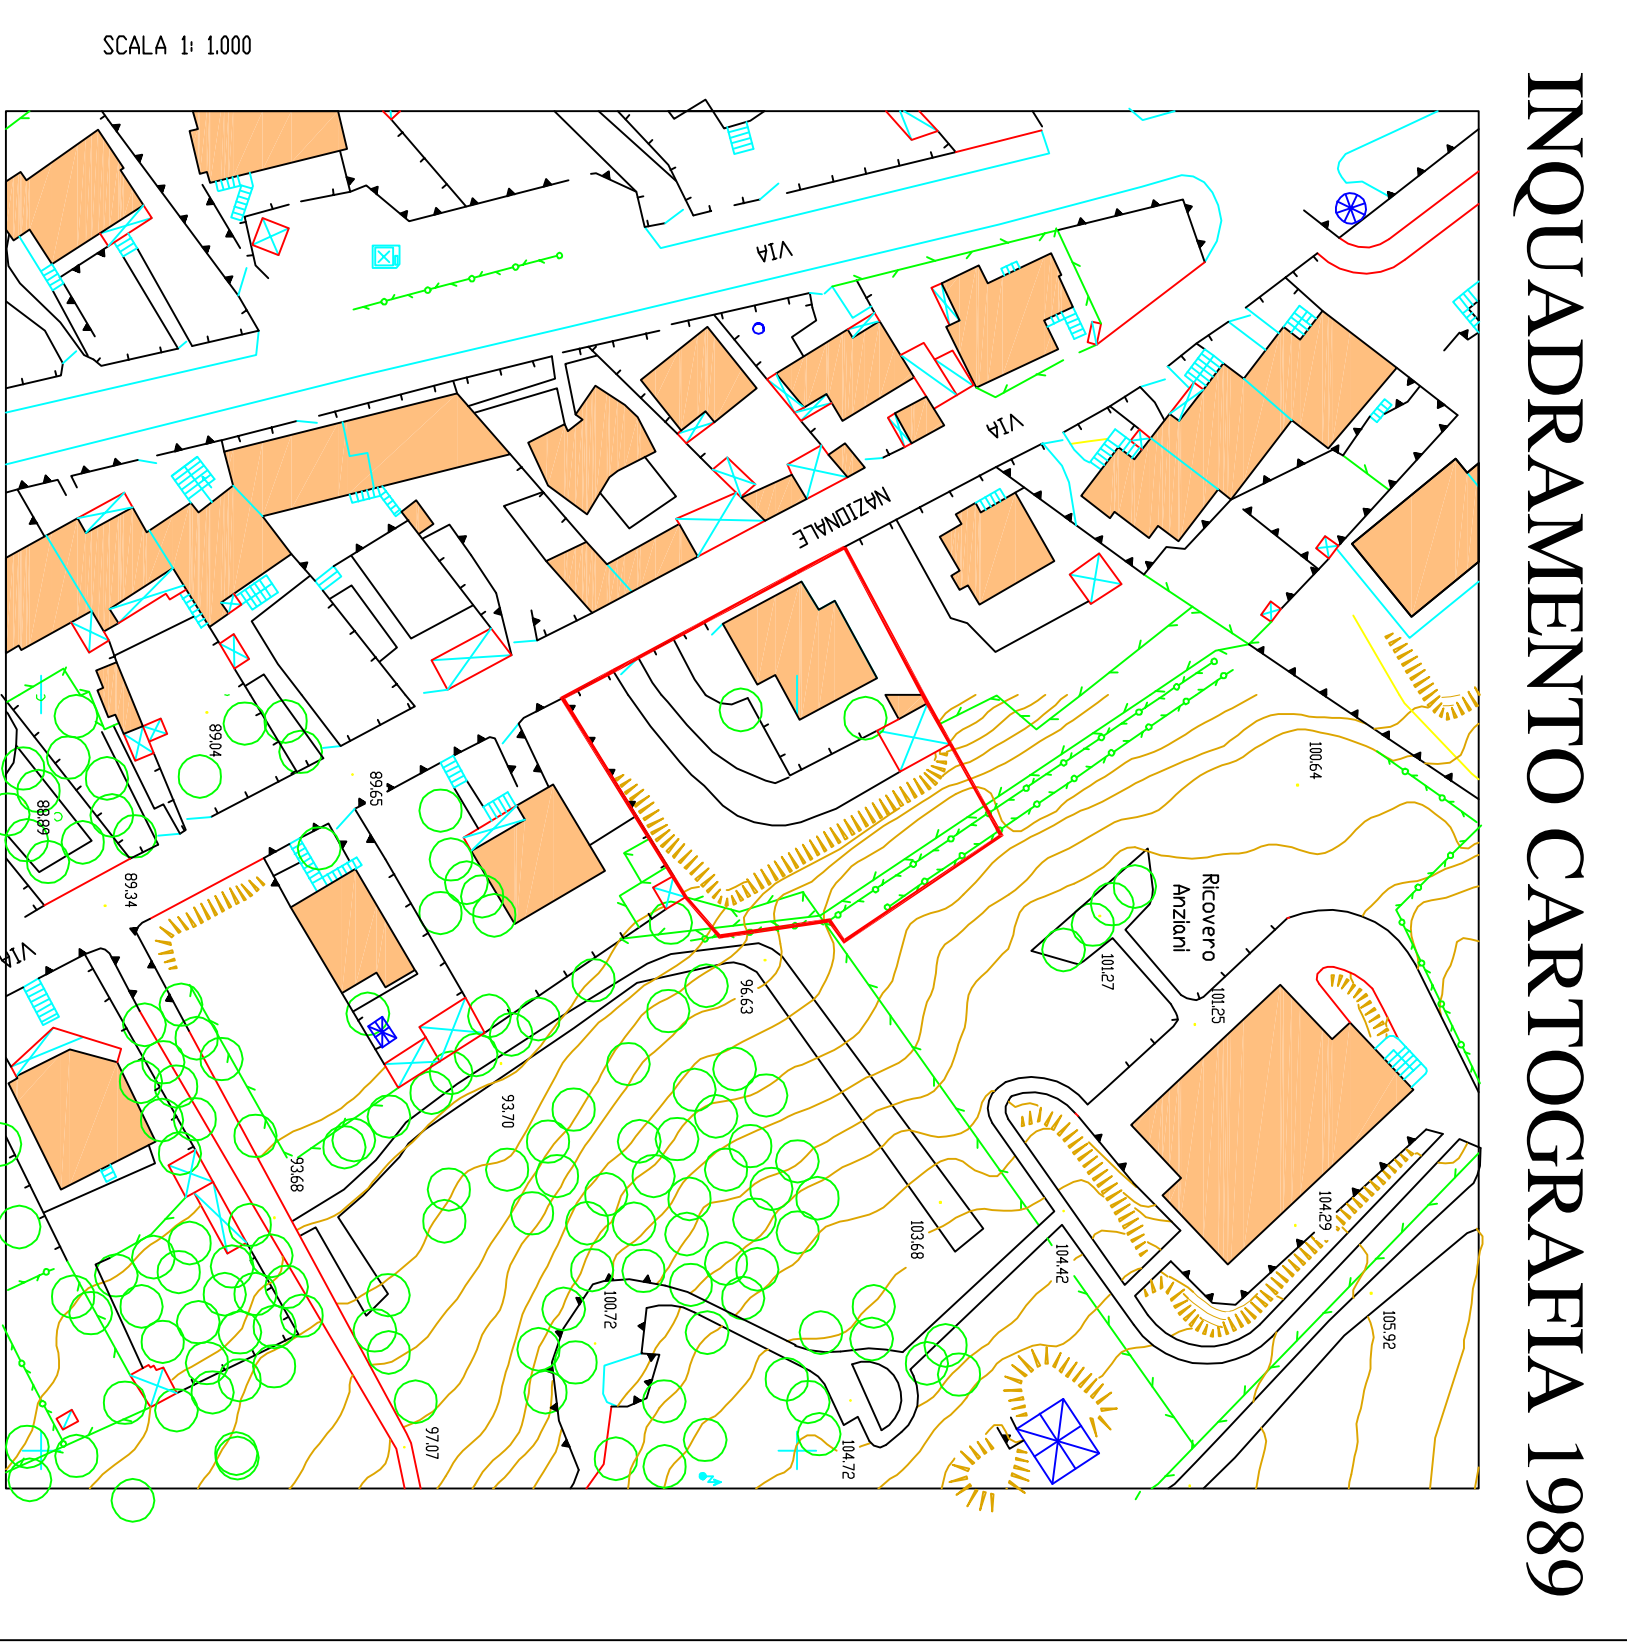 SCALA 1: 1.000
INQUADRAMENTO CARTOGRAFIA 1989
VIA
VIA
NAZIONALE
100.64
89.04
89.65
88.89
89.34
Ricovero
Anziani
VIA
101.27
101.25
96.63
93.70
93.68
104.29
103.68
104.42
100.72
105.92
97.07
104.72